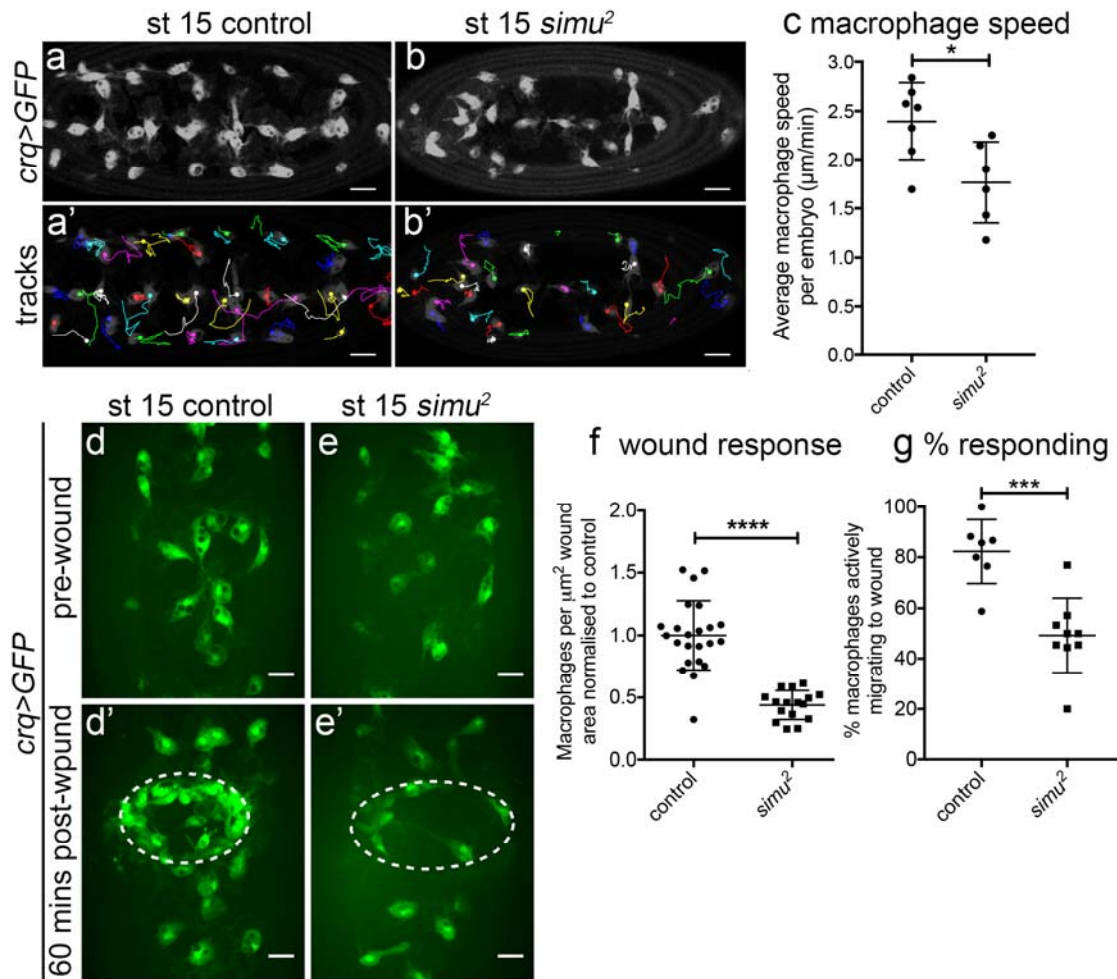 st 15 control
st 15 simu²
c macrophage speed
a
b
crq>GFP
a'
b'
tracks
*
3.0
2.5
2.0
1.5
1.0
0.5
0.0
Average macrophage speed
per embryo (µm/min)
control
simu²
st 15 control
st 15 simu²
d
e
pre-wound
d'
e'
60 mins post-wpund
crq>GFP
f wound response
****
2.0
1.5
1.0
0.5
0.0
Macrophages per µm² wound
area normalised to control
control
simu²
g % responding
***
100
80
60
40
20
0
% macrophages actively
migrating to wound
control
simu²